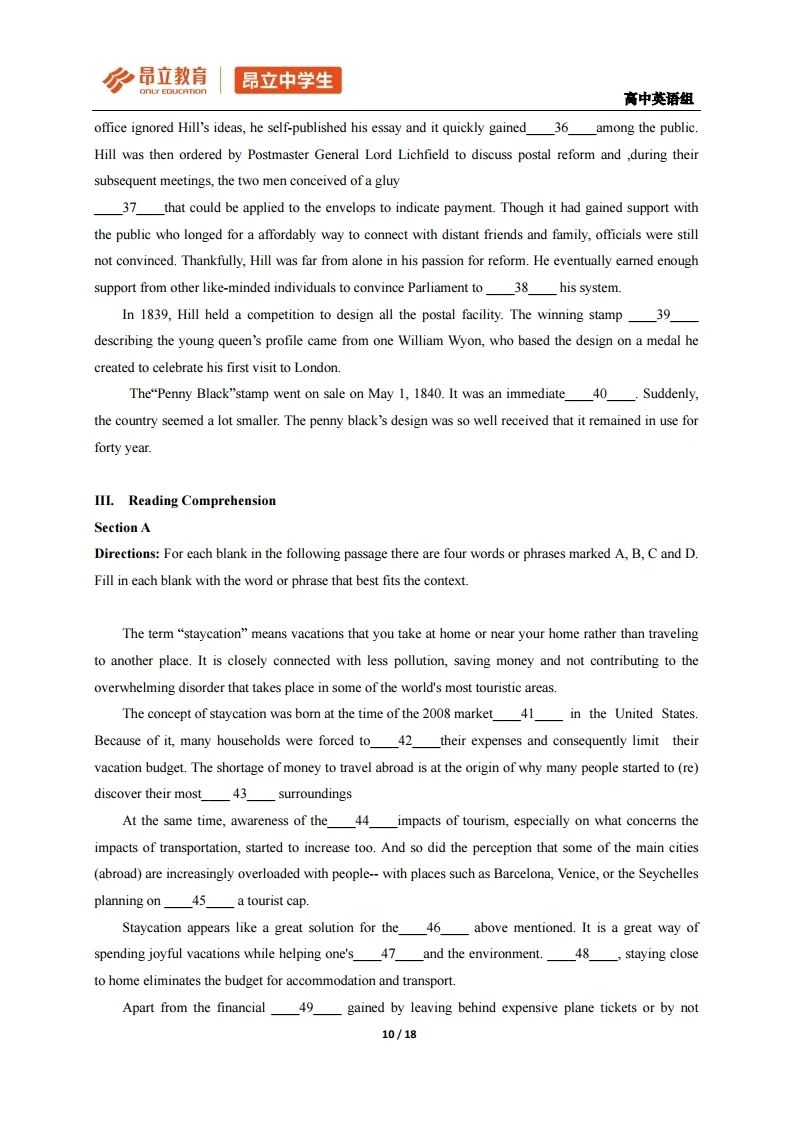 昂立教育
ONLY EDUCATION
昂立中学生
高中英语组
office ignored Hill’s ideas, he self-published his essay and it quickly gained____36____among the public.
Hill was then ordered by Postmaster General Lord Lichfield to discuss postal reform and ,during their
subsequent meetings, the two men conceived of a gluy
____37____that could be applied to the envelops to indicate payment. Though it had gained support with
the public who longed for a affordably way to connect with distant friends and family, officials were still
not convinced. Thankfully, Hill was far from alone in his passion for reform. He eventually earned enough
support from other like-minded individuals to convince Parliament to ____38____ his system.
In 1839, Hill held a competition to design all the postal facility. The winning stamp ____39____
describing the young queen’s profile came from one William Wyon, who based the design on a medal he
created to celebrate his first visit to London.
The“Penny Black”stamp went on sale on May 1, 1840. It was an immediate____40____. Suddenly,
the country seemed a lot smaller. The penny black’s design was so well received that it remained in use for
forty year.
III. Reading Comprehension
Section A
Directions: For each blank in the following passage there are four words or phrases marked A, B, C and D.
Fill in each blank with the word or phrase that best fits the context.
The term “staycation” means vacations that you take at home or near your home rather than traveling
to another place. It is closely connected with less pollution, saving money and not contributing to the
overwhelming disorder that takes place in some of the world's most touristic areas.
The concept of staycation was born at the time of the 2008 market____41____ in the United States.
Because of it, many households were forced to____42____their expenses and consequently limit their
vacation budget. The shortage of money to travel abroad is at the origin of why many people started to (re)
discover their most____ 43____ surroundings
At the same time, awareness of the____44____impacts of tourism, especially on what concerns the
impacts of transportation, started to increase too. And so did the perception that some of the main cities
(abroad) are increasingly overloaded with people-- with places such as Barcelona, Venice, or the Seychelles
planning on ____45____ a tourist cap.
Staycation appears like a great solution for the____46____ above mentioned. It is a great way of
spending joyful vacations while helping one's____47____and the environment. ____48____, staying close
to home eliminates the budget for accommodation and transport.
Apart from the financial ____49____ gained by leaving behind expensive plane tickets or by not
10 / 18